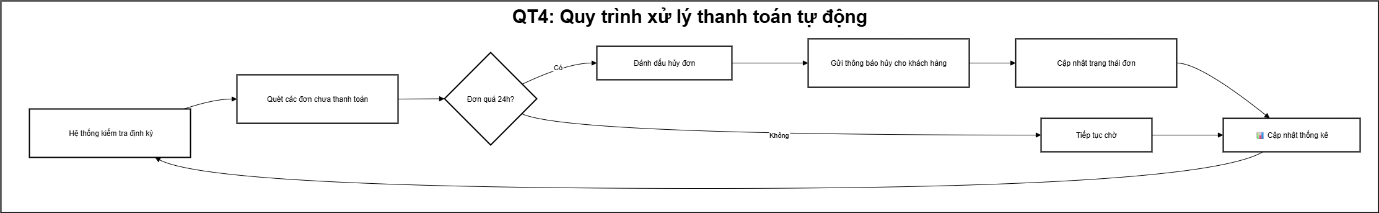 QT4: Quy trình xử lý thanh toán tự động
Hệ thống kiểm tra định kỳ
Quét các đơn chưa thanh toán
Đơn quá 24h?
Có
Đánh dấu hủy đơn
Gửi thông báo hủy cho khách hàng
Cập nhật trạng thái đơn
Không
Tiếp tục chờ
📊 Cập nhật thống kê